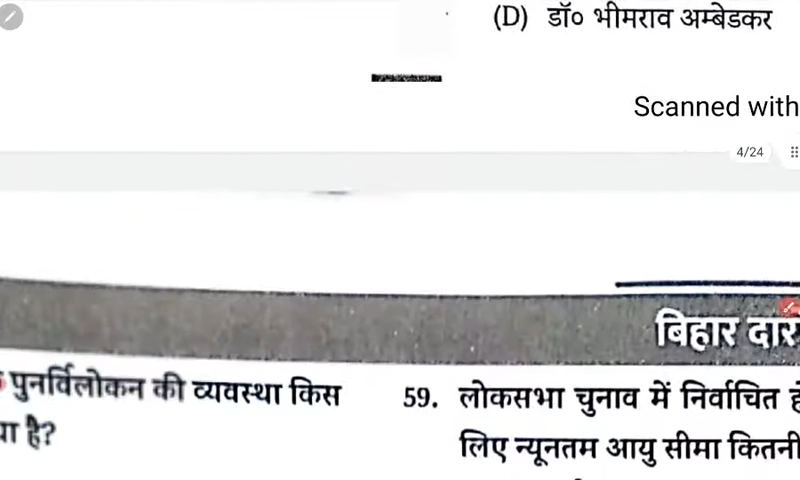 (D) डॉ० भीमराव अम्बेडकर
Scanned with
4/24
बिहार दार
पुनर्विलोकन की व्यवस्था किस
या है?
59. लोकसभा चुनाव में निर्वाचित
लिए न्यूनतम आयु सीमा कितनी